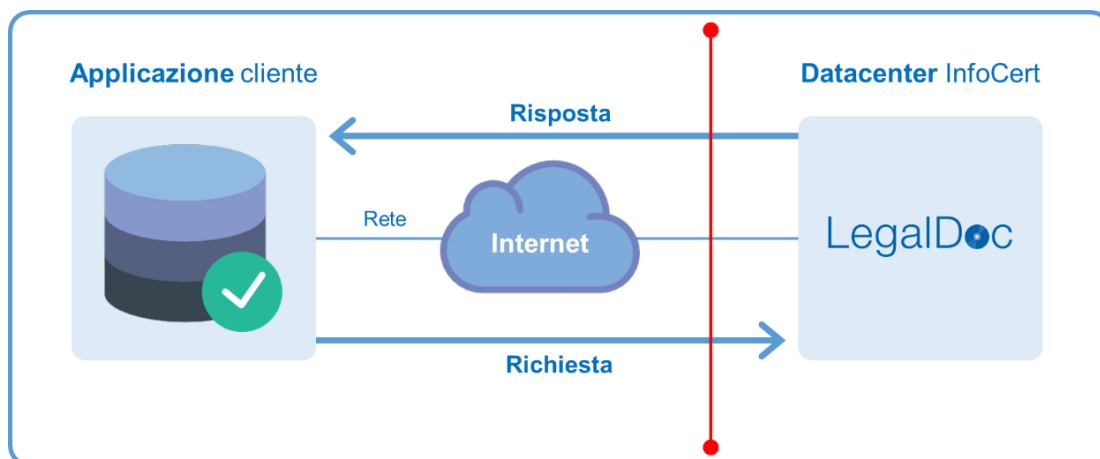 Applicazione cliente
Datacenter InfoCert
Risposta
Rete
Internet
LegalDoc
Richiesta